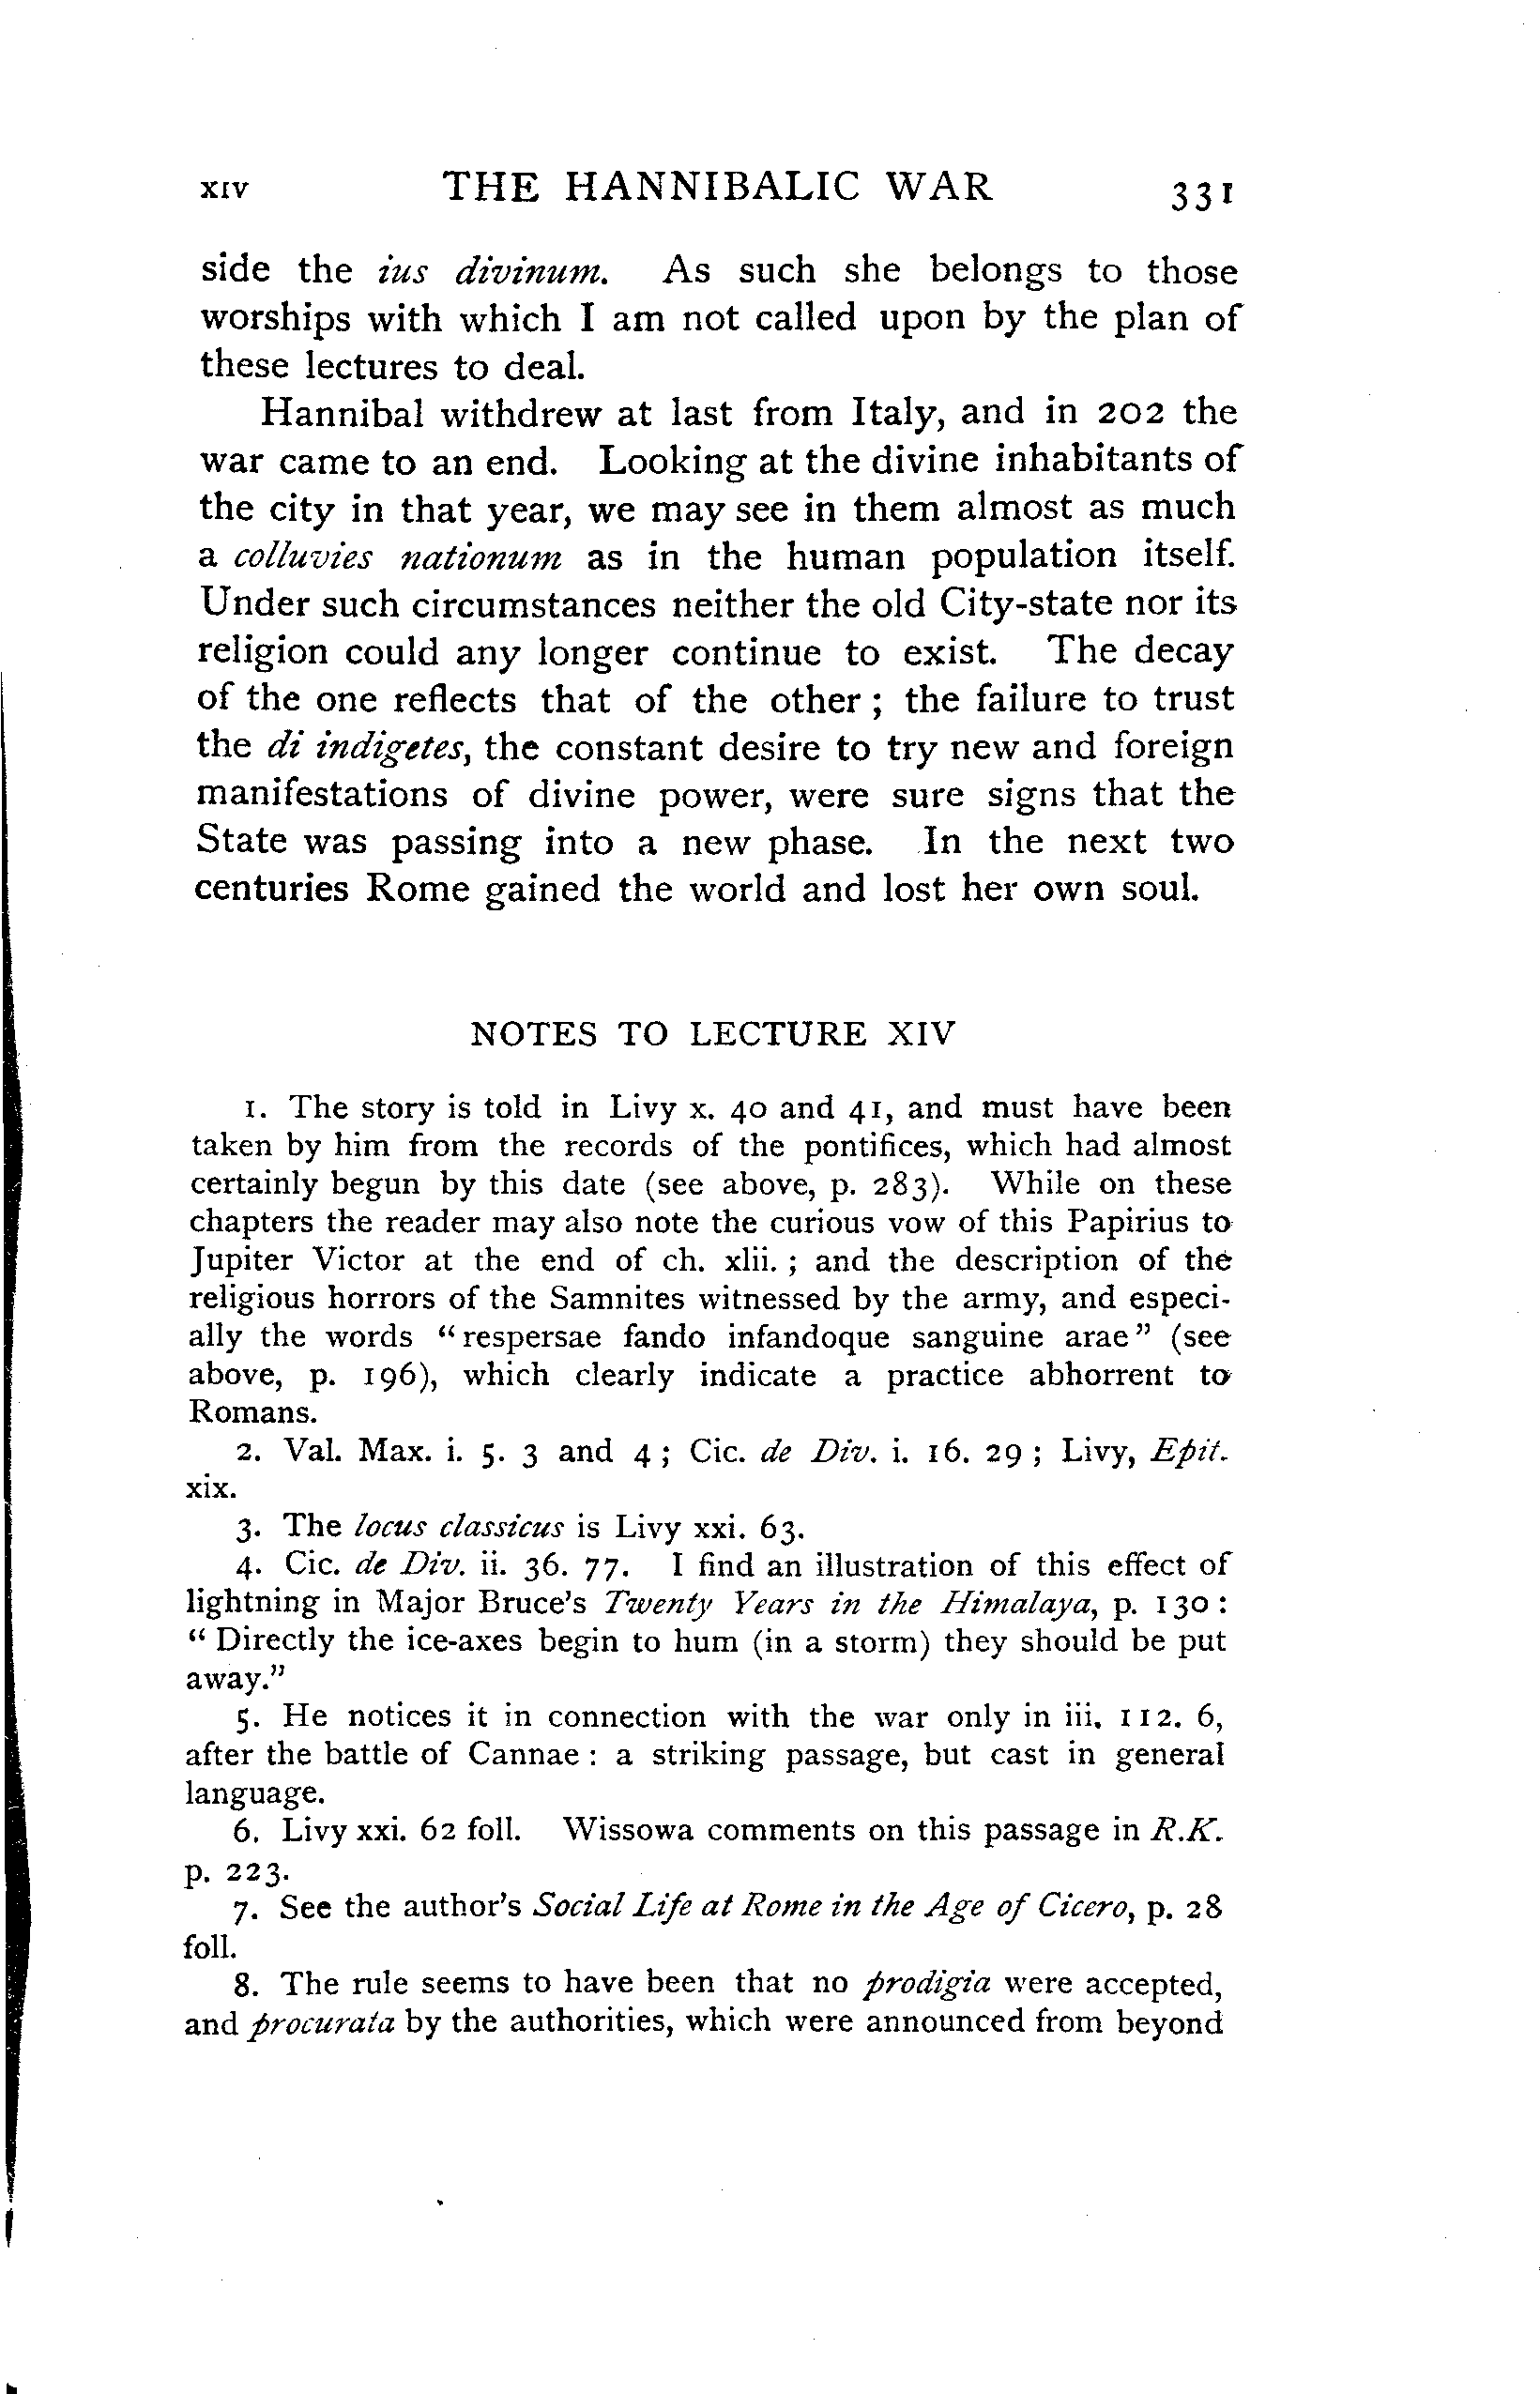 XIV THE HANNIBALIC WAR 331
side the ius divinum. As such she belongs to those
worships with which I am not called upon by the plan of
these lectures to deal.
Hannibal withdrew at last from Italy, and in 202 the
war came to an end. Looking at the divine inhabitants of
the city in that year, we may see in them almost as much
a colluvies nationum as in the human population itself.
Under such circumstances neither the old City-state nor its
religion could any longer continue to exist. The decay
of the one reflects that of the other ; the failure to trust
the di indigetes, the constant desire to try new and foreign
manifestations of divine power, were sure signs that the
State was passing into a new phase. In the next two
centuries Rome gained the world and lost her own soul.
NOTES TO LECTURE XIV
1. The story is told in Livy x. 40 and 41, and must have been
taken by him from the records of the pontifices, which had almost
certainly begun by this date (see above, p. 283). While on these
chapters the reader may also note the curious vow of this Papirius to
Jupiter Victor at the end of ch. xlii. ; and the description of the
religious horrors of the Samnites witnessed by the army, and especi-
ally the words "respersae fando infandoque sanguine arae" (see
above, p. 196), which clearly indicate a practice abhorrent to
Romans.
2. Val. Max. i. 5. 3 and 4 ; Cic. de Div. i. 16. 29 ; Livy, Epit.
xix.
3. The locus classicus is Livy xxi. 63.
4. Cic. de Div. ii. 36. 77. I find an illustration of this effect of
lightning in Major Bruce's Twenty Years in the Himalaya, p. 130 :
"Directly the ice-axes begin to hum (in a storm) they should be put
away."
5. He notices it in connection with the war only in iii. 112. 6,
after the battle of Cannae : a striking passage, but cast in general
language.
6. Livy xxi. 62 foll. Wissowa comments on this passage in R.K.
p. 223.
7. See the author's Social Life at Rome in the Age of Cicero, p. 28
foll.
8. The rule seems to have been that no prodigia were accepted,
and procurata by the authorities, which were announced from beyond